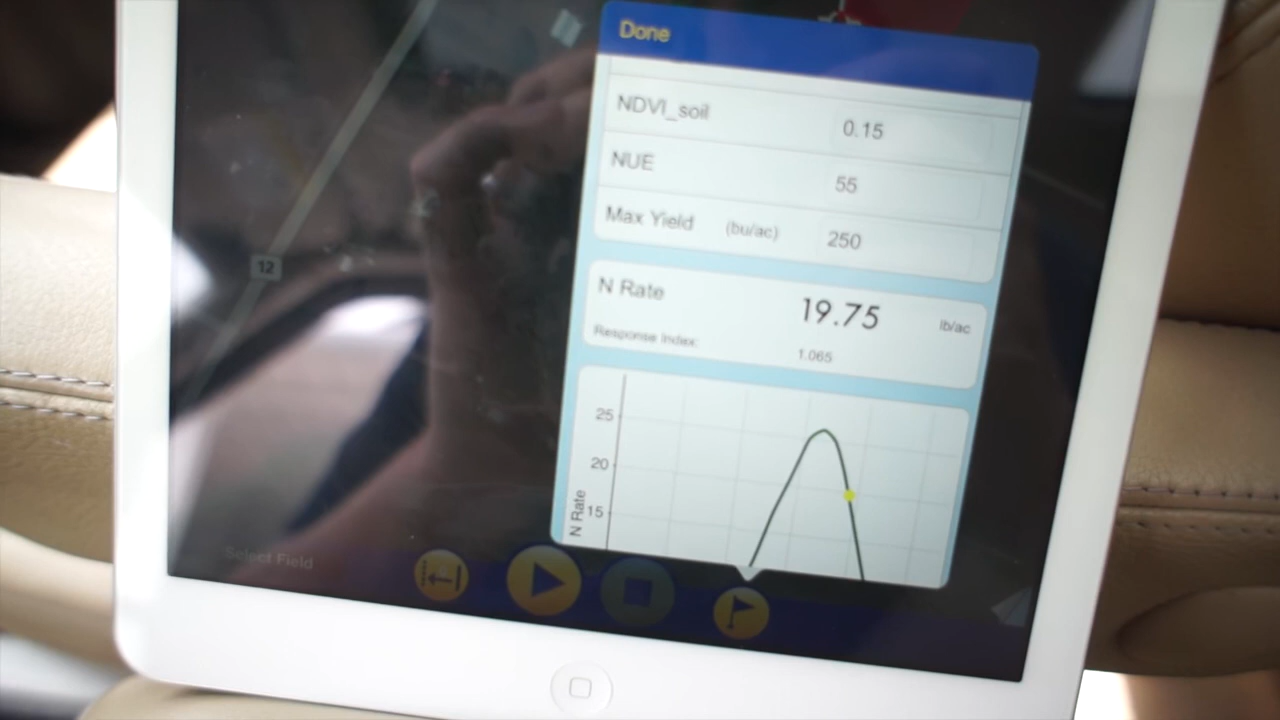 Done
NDVI_soil 0.15
NUE 55
Max Yield (bu/ac) 250
N Rate 19.75 lb/ac
Response Index: 1.065
25
20
15
N Rate
12
Select Field